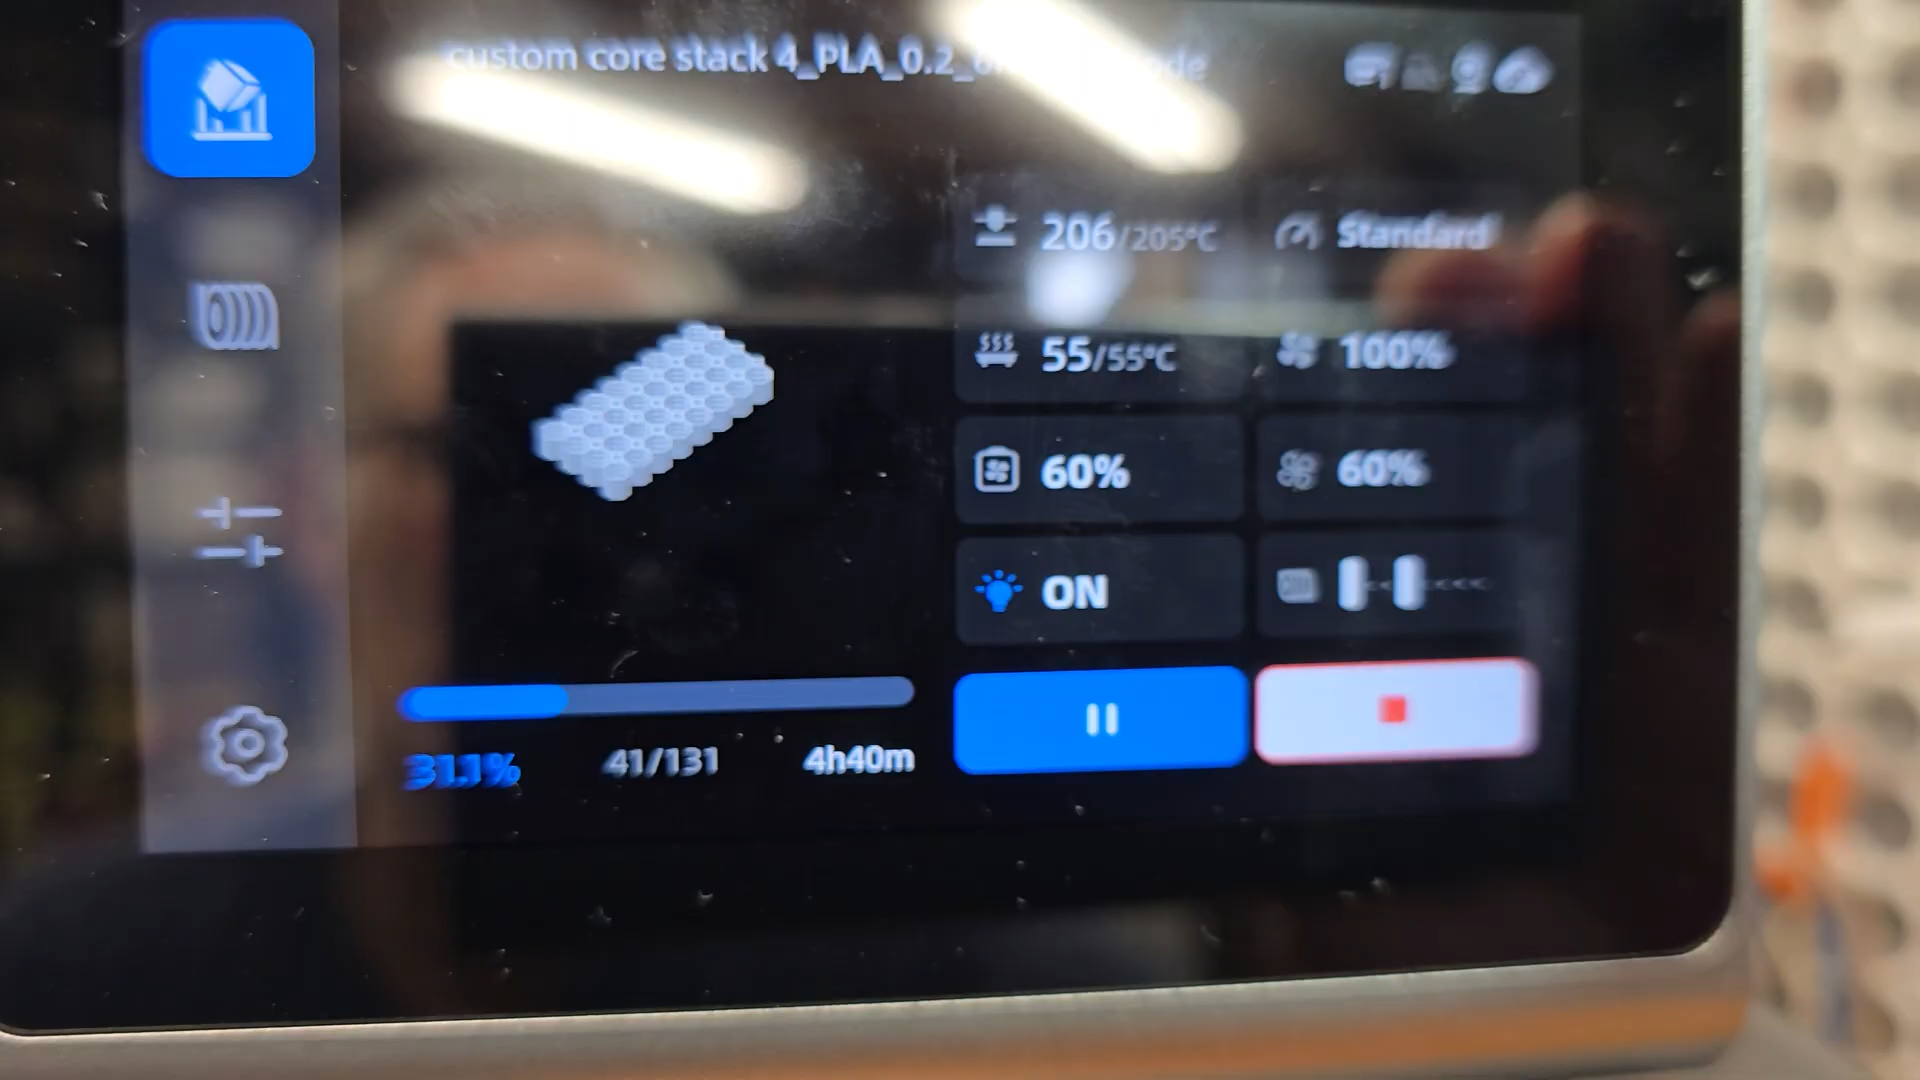 custom core stack 4_PLA_0.2_
206/205°C
Standard
55/55°C
100%
60%
60%
ON
31.1%
41/131
4h40m